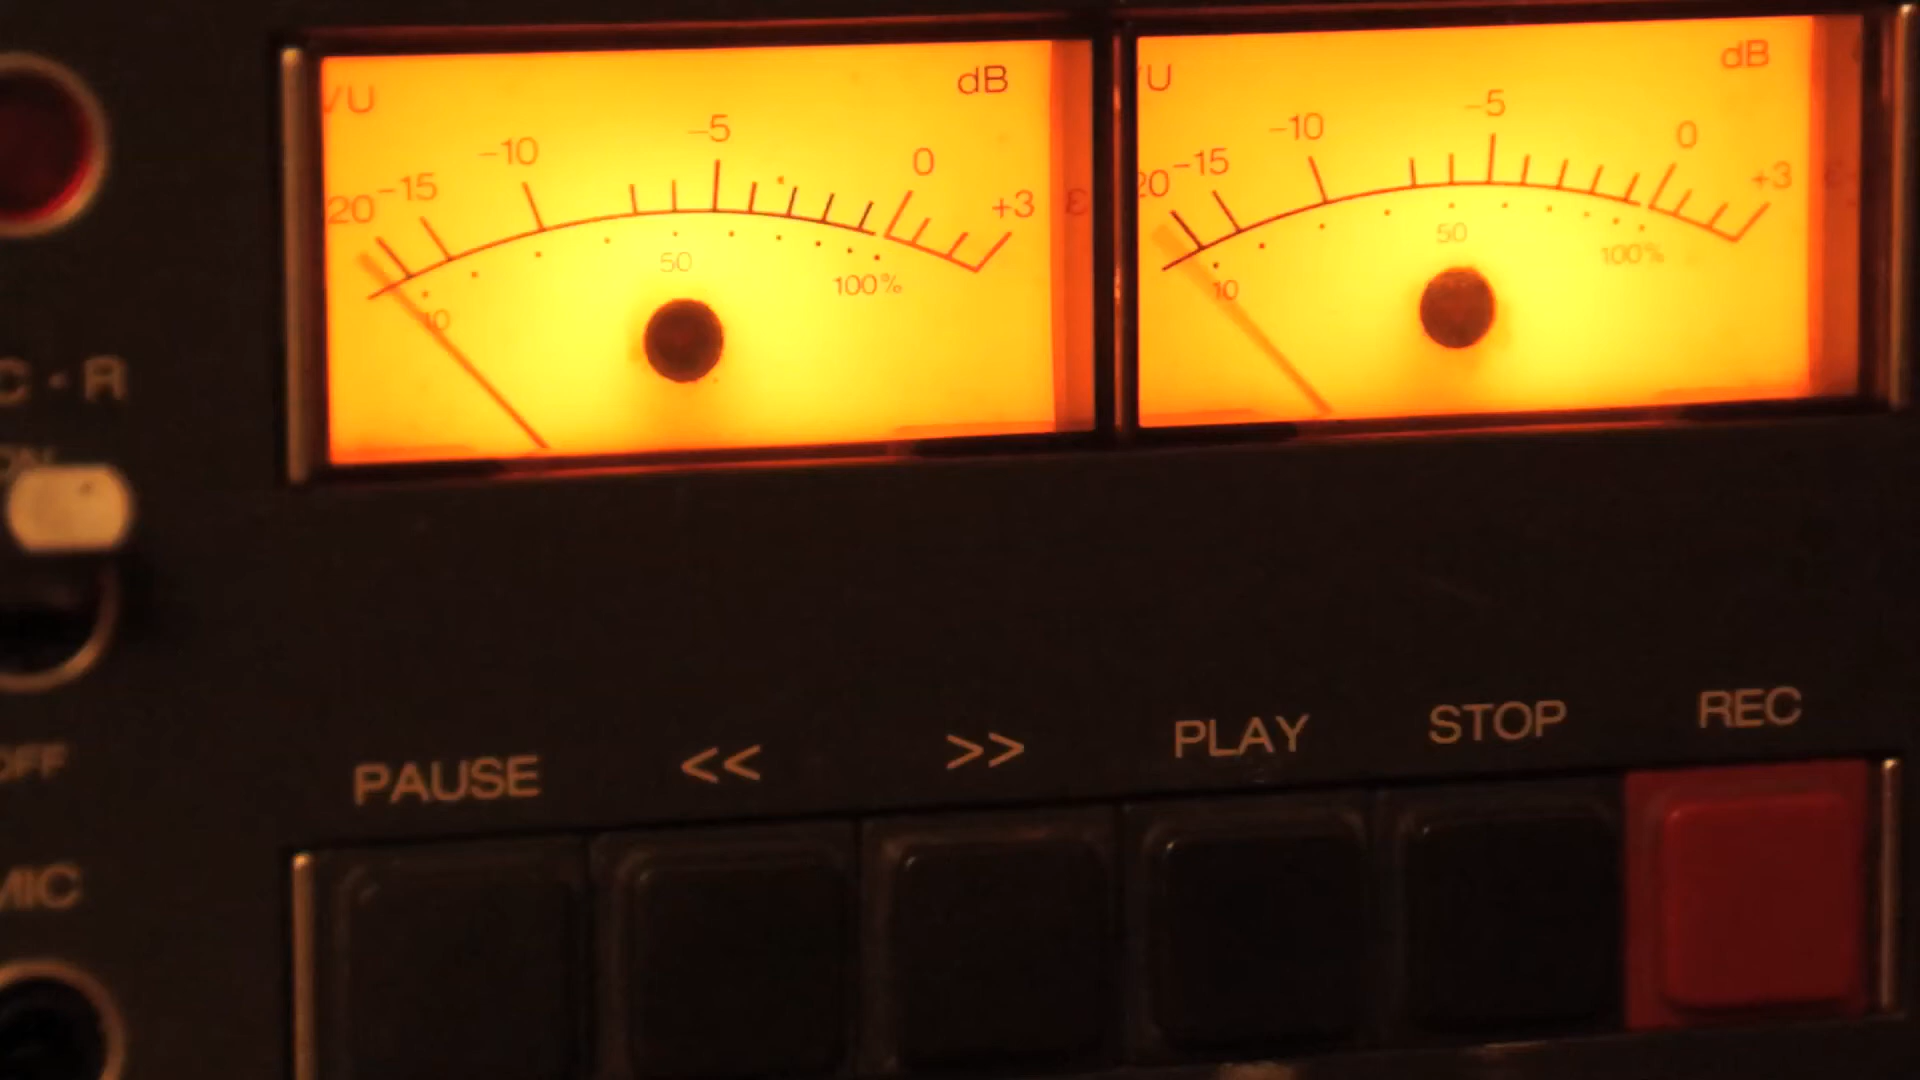 VU dB
-5
-10 0
20 -15 +3
50
100%
10
U dB
-5
-10 0
20 -15 +3
50
100%
10
C · R
ON
OFF
MIC
PAUSE << >> PLAY STOP REC